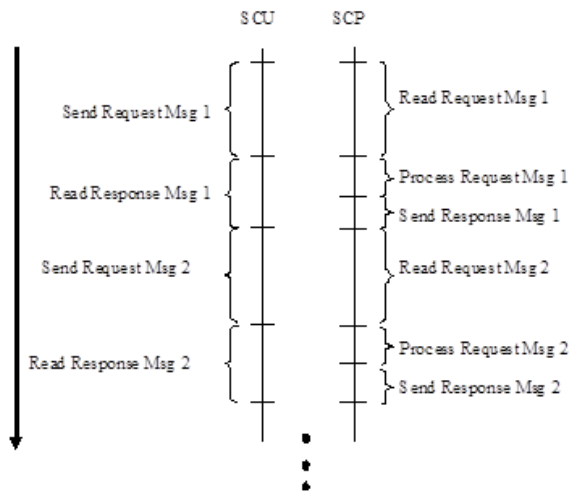 SCU SCP
Send Request Msg 1
Read Request Msg 1
Read Response Msg 1
Process Request Msg 1
Send Response Msg 1
Send Request Msg 2
Read Request Msg 2
Read Response Msg 2
Process Request Msg 2
Send Response Msg 2